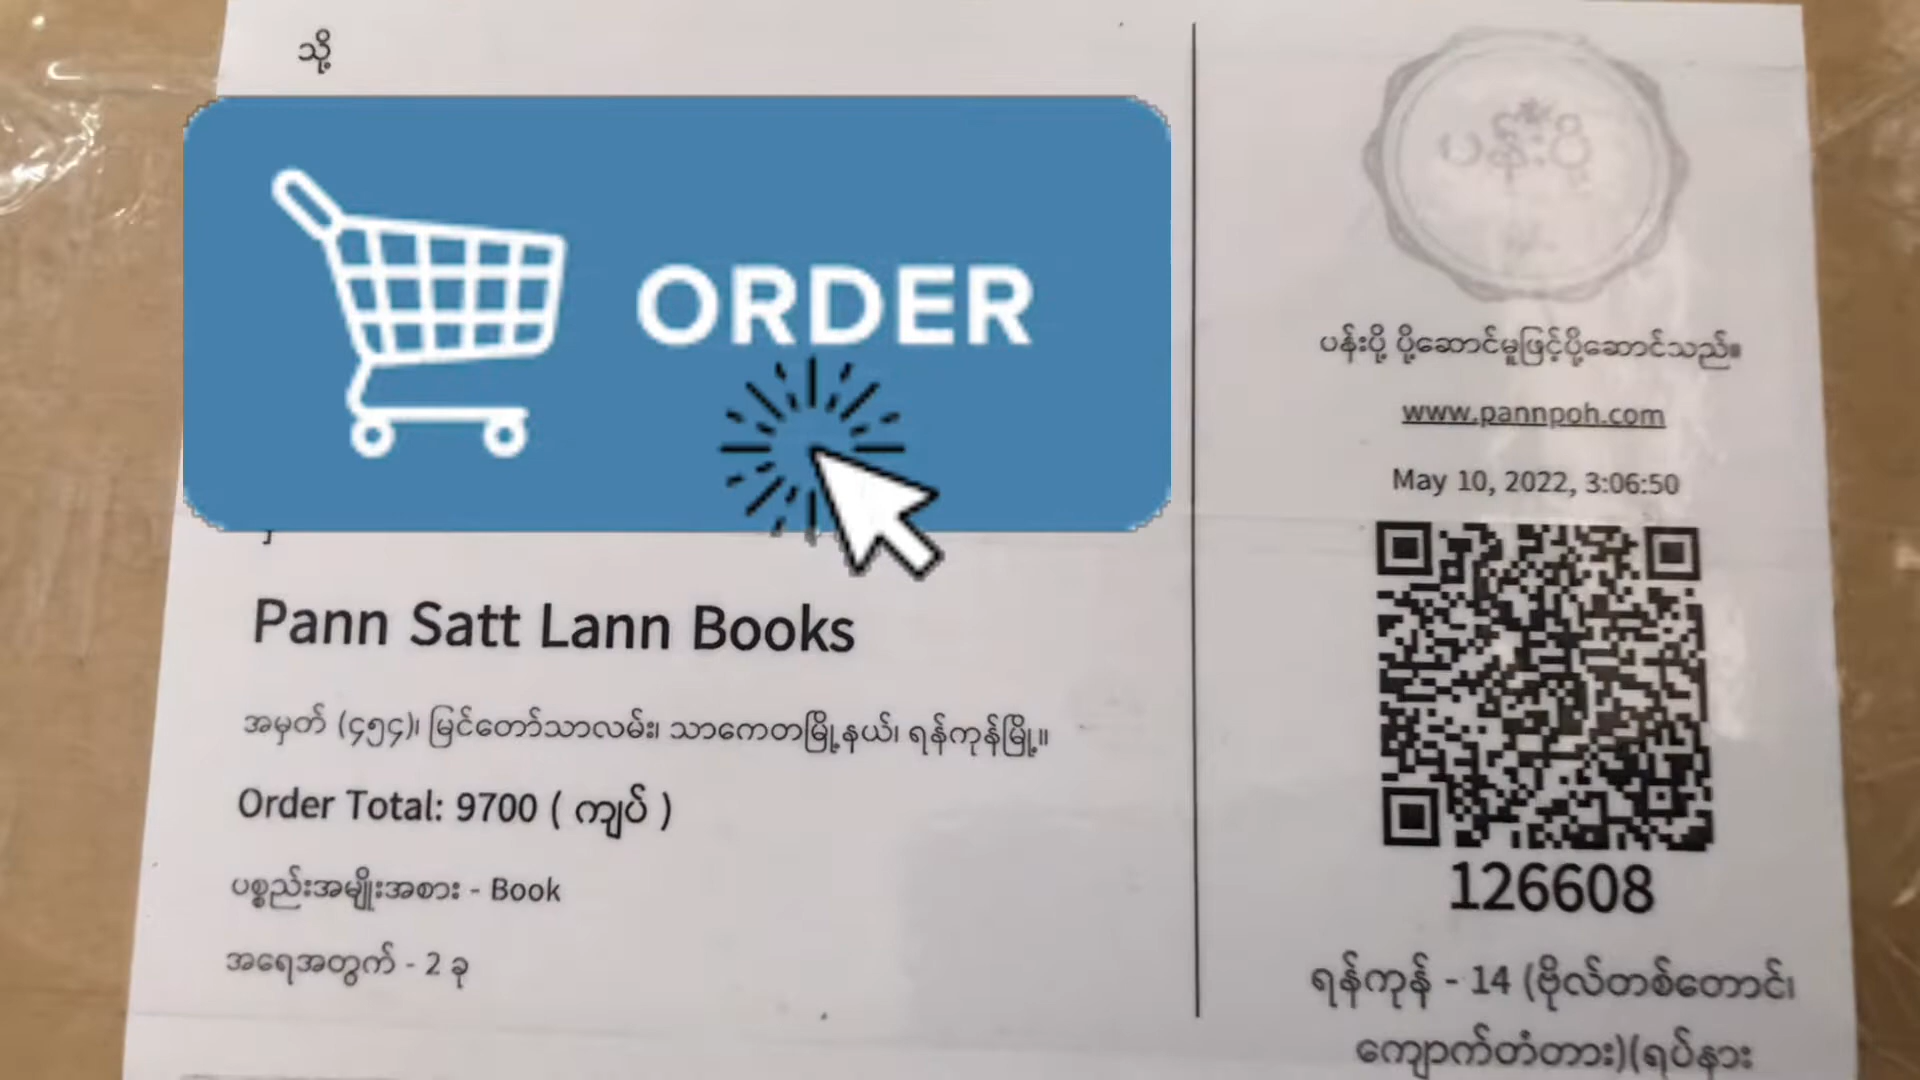 သို့
ORDER
Pann Satt Lann Books
အမှတ် (၄၅၄)၊ မြင်တော်သာလမ်း၊ သာကေတမြို့နယ်၊ ရန်ကုန်မြို့။
Order Total: 9700 ( ကျပ် )
ပစ္စည်းအမျိုးအစား - Book
အရေအတွက် - 2 ခု
ပန်းပို့
ပန်းပို့ ပို့ဆောင်မှုဖြင့်ပို့ဆောင်သည်။
www.pannpoh.com
May 10, 2022, 3:06:50
126608
ရန်ကုန် - 14 (ဗိုလ်တစ်တောင်၊
ကျောက်တံတား)(ရပ်နား